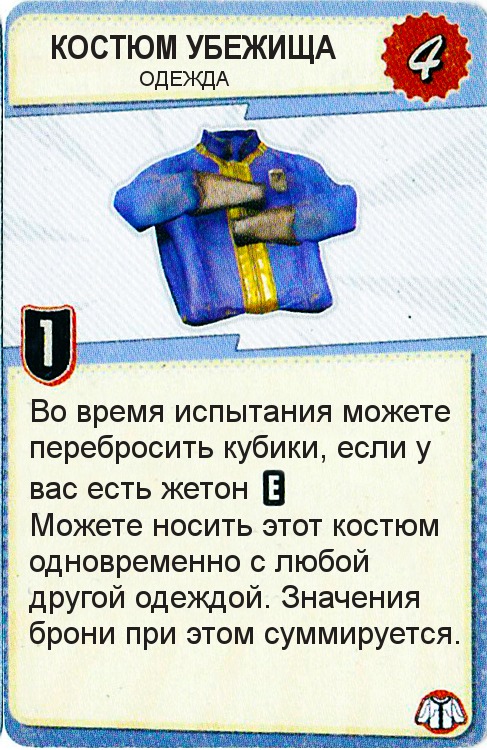 КОСТЮМ УБЕЖИЩА
ОДЕЖДА
4
1
Во время испытания можете
перебросить кубики, если у
вас есть жетон E
Можете носить этот костюм
одновременно с любой
другой одеждой. Значения
брони при этом суммируется.